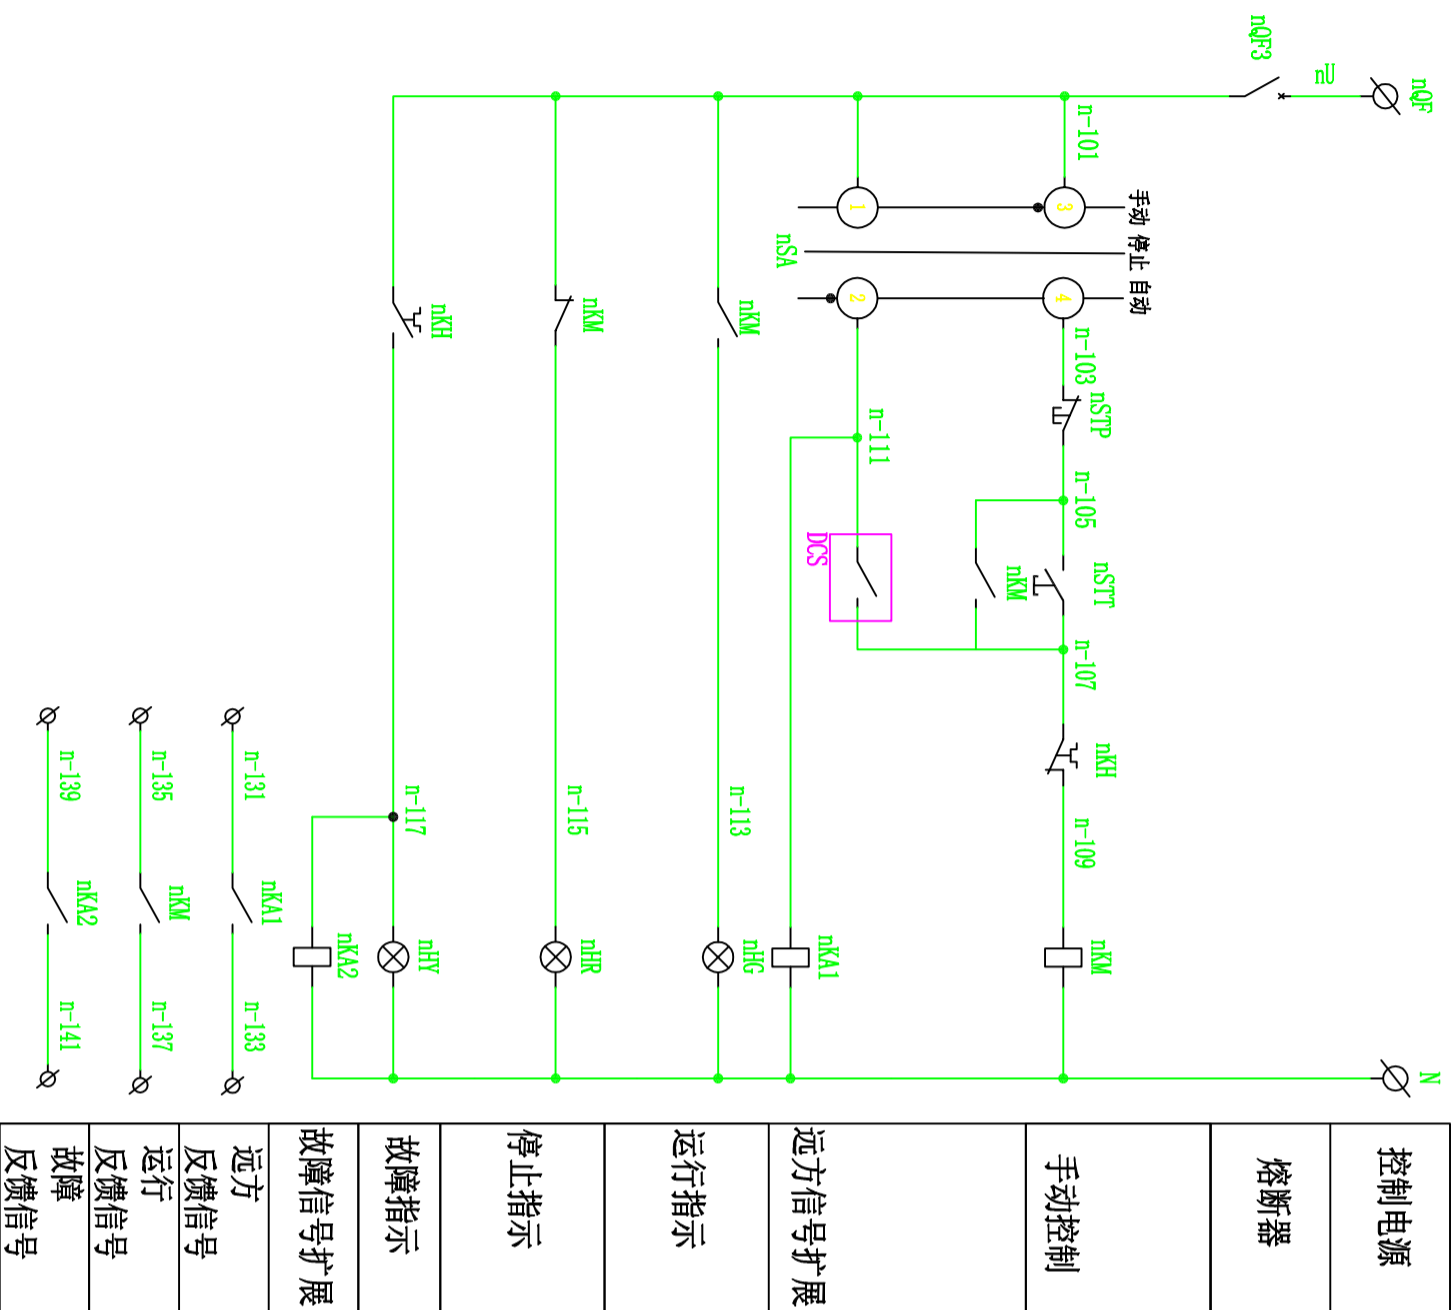 nQF
nU
nQF3
n-101
手动 停止 自动
3
1
nSA
4
2
n-103
nSTP
n-105
nSTT
nKM
n-107
nKH
n-109
nKM
N
n-111
DCS
nKA1
nKM
n-113
nHG
nKM
n-115
nHR
nKH
n-117
nHY
nKA2
n-131
nKA1
n-133
n-135
nKM
n-137
n-139
nKA2
n-141
控制电源
熔断器
手动控制
远方信号扩展
运行指示
停止指示
故障指示
故障信号扩展
远方
反馈信号
运行
反馈信号
故障
反馈信号